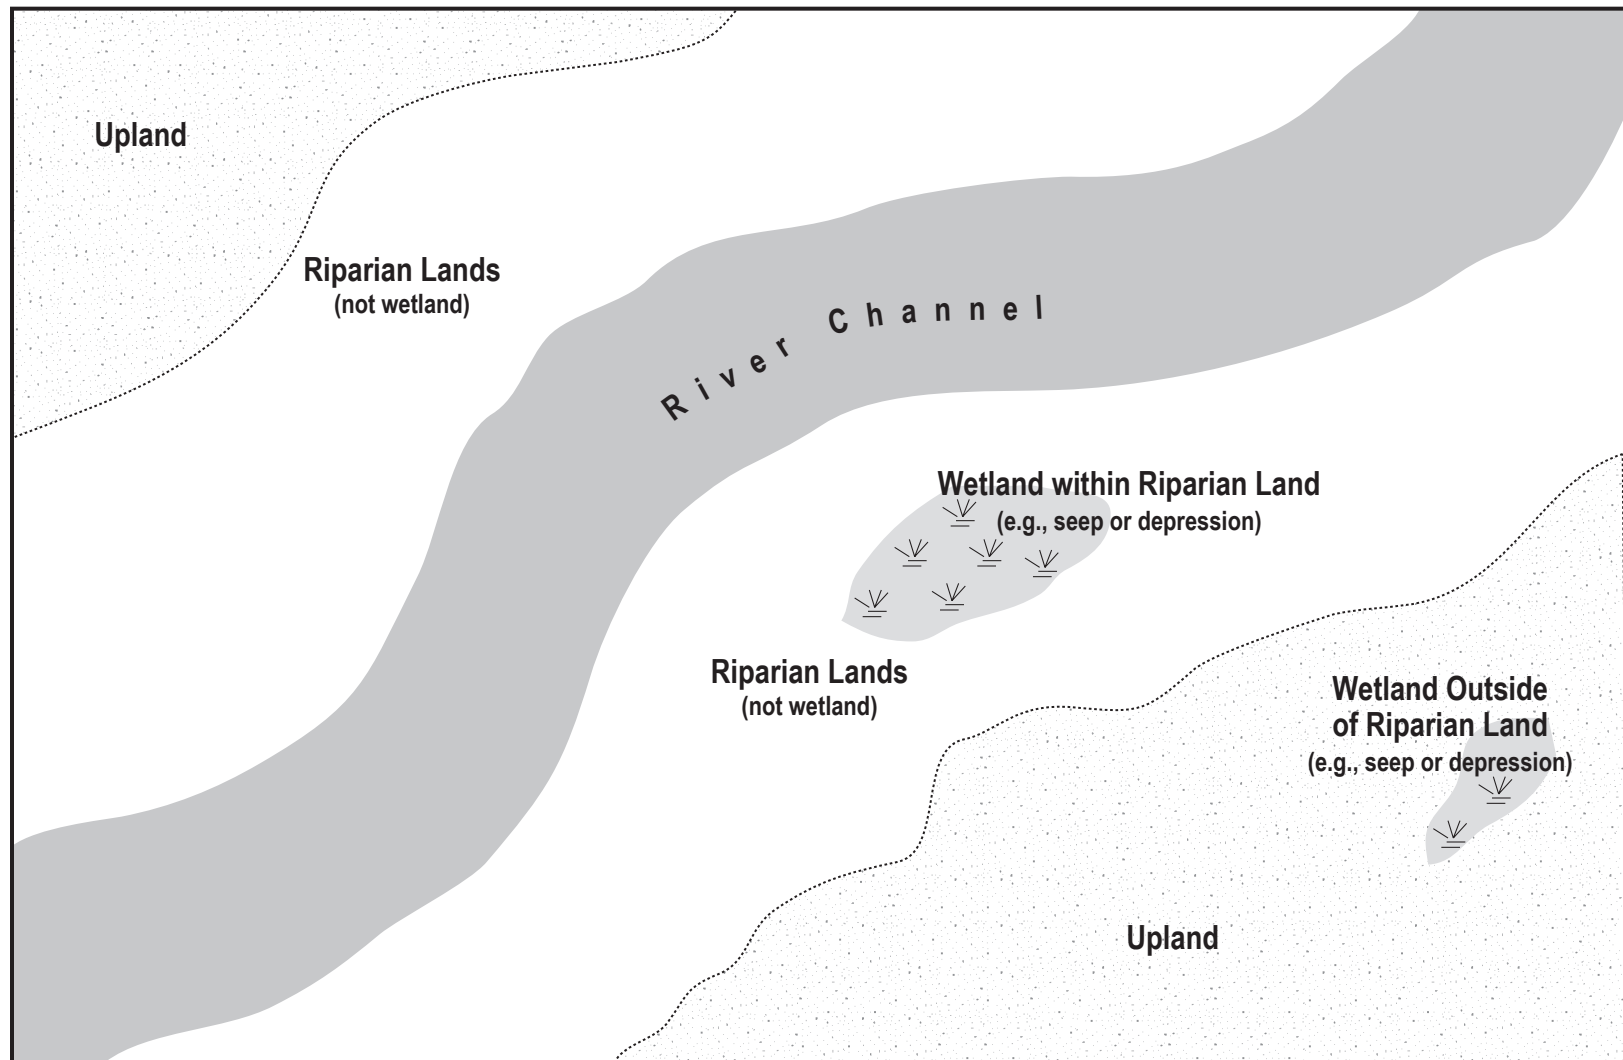 Upland
Riparian Lands
(not wetland)
River Channel
Wetland within Riparian Land
(e.g., seep or depression)
Riparian Lands
(not wetland)
Wetland Outside
of Riparian Land
(e.g., seep or depression)
Upland